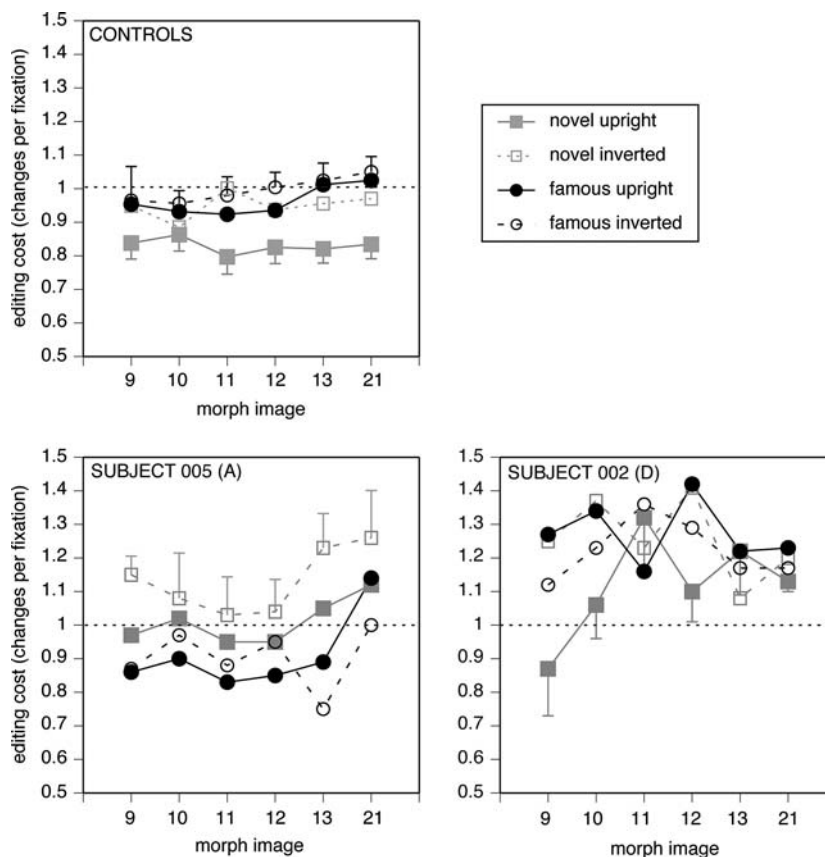 CONTROLS
editing cost (changes per fixation)
1.5
1.4
1.3
1.2
1.1
1
0.9
0.8
0.7
0.6
0.5
9 10 11 12 13 21
morph image
novel upright
novel inverted
famous upright
famous inverted
SUBJECT 005 (A)
editing cost (changes per fixation)
1.5
1.4
1.3
1.2
1.1
1
0.9
0.8
0.7
0.6
0.5
9 10 11 12 13 21
morph image
SUBJECT 002 (D)
1.5
1.4
1.3
1.2
1.1
1
0.9
0.8
0.7
0.6
0.5
9 10 11 12 13 21
morph image